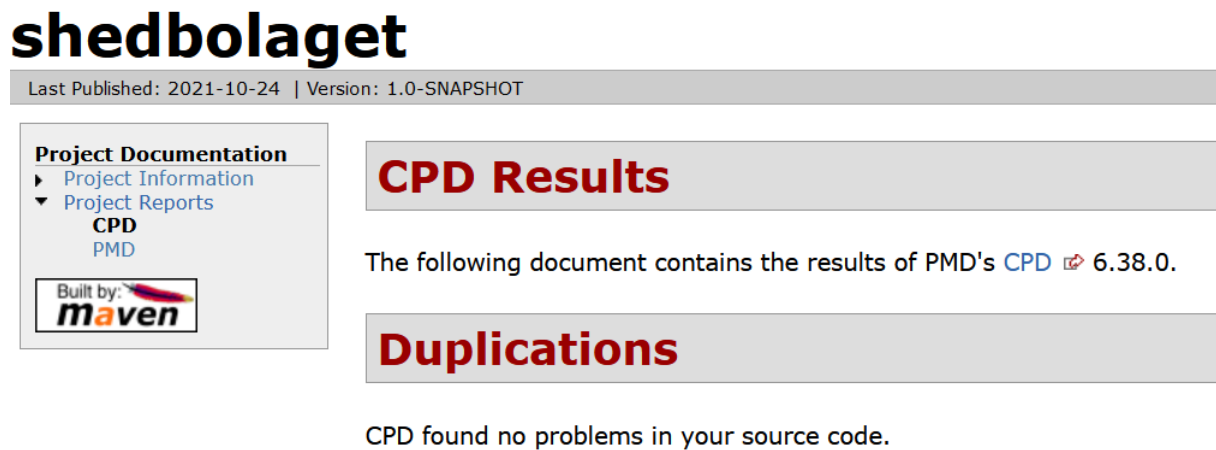 shedbolaget
Last Published: 2021-10-24 | Version: 1.0-SNAPSHOT
Project Documentation
Project Information
Project Reports
CPD
PMD
Built by:
maven
CPD Results
The following document contains the results of PMD's CPD 6.38.0.
Duplications
CPD found no problems in your source code.